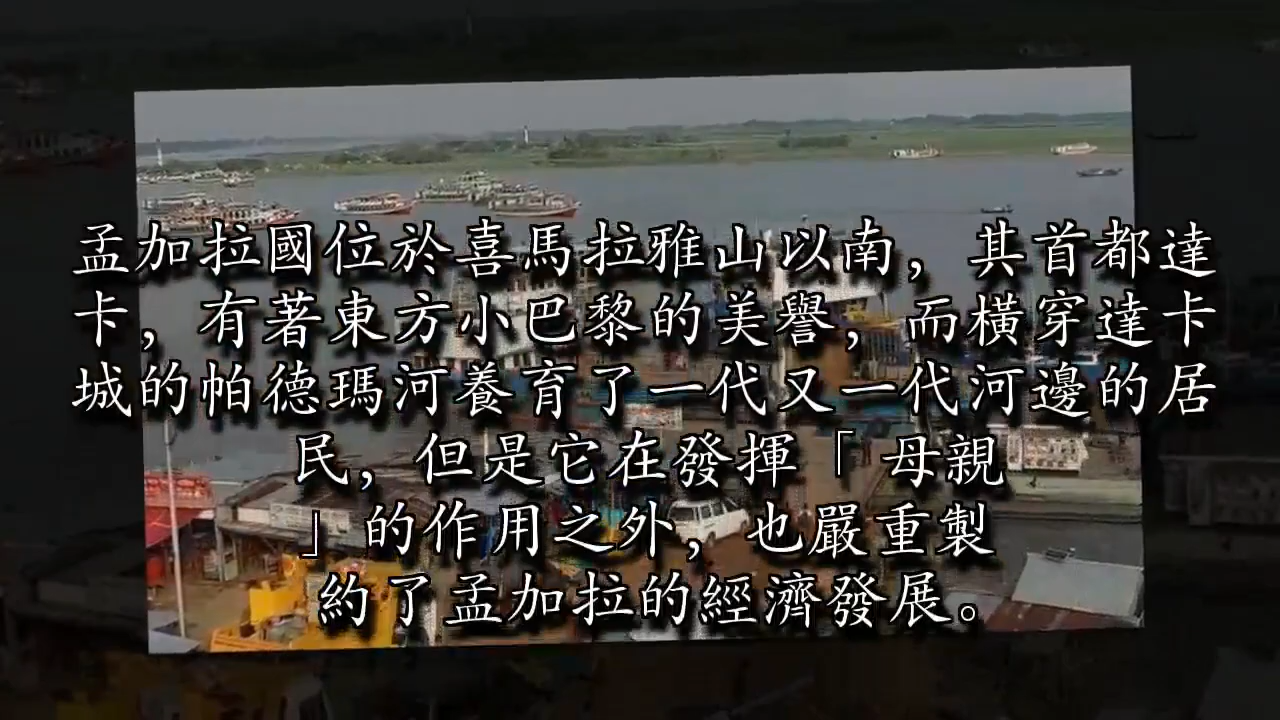 孟加拉國位於喜馬拉雅山以南，其首都達
卡，有著東方小巴黎的美譽，而橫穿達卡
城的帕德瑪河養育了一代又一代河邊的居
民，但是它在發揮「母親
」的作用之外，也嚴重製
約了孟加拉的經濟發展。